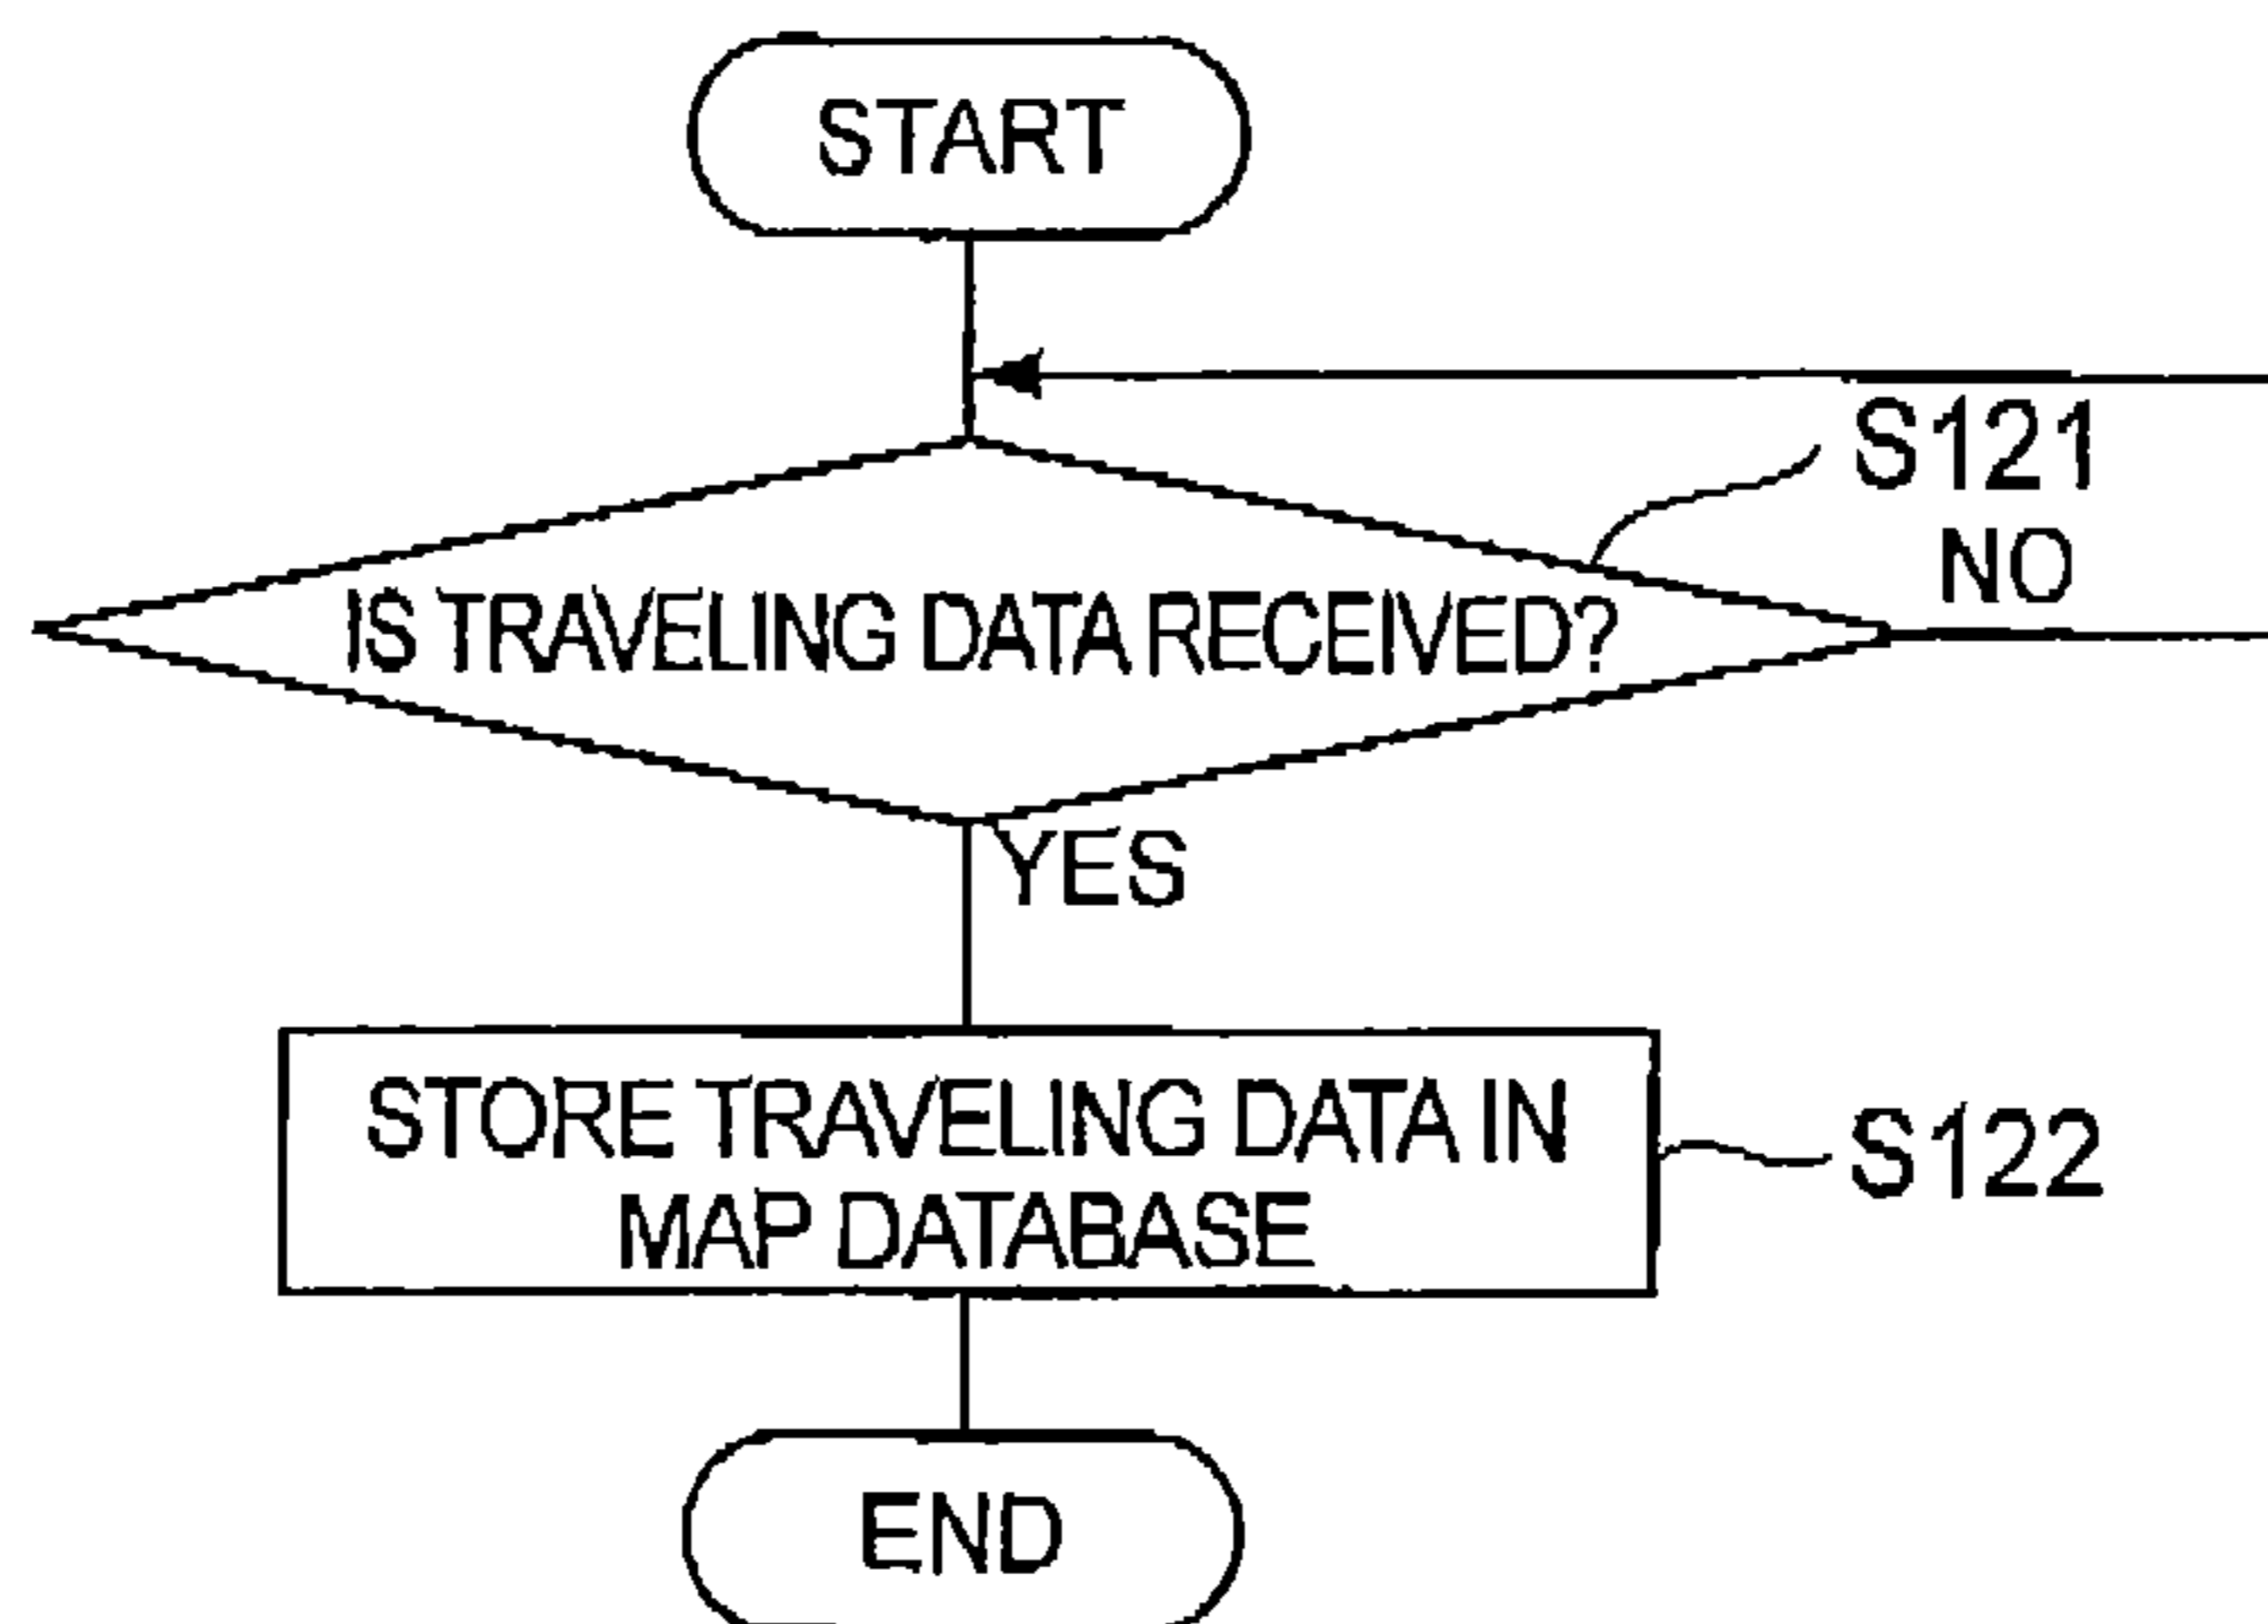 START
S121
NO
IS TRAVELING DATA RECEIVED?
YES
STORE TRAVELING DATA IN
MAP DATABASE
S122
END